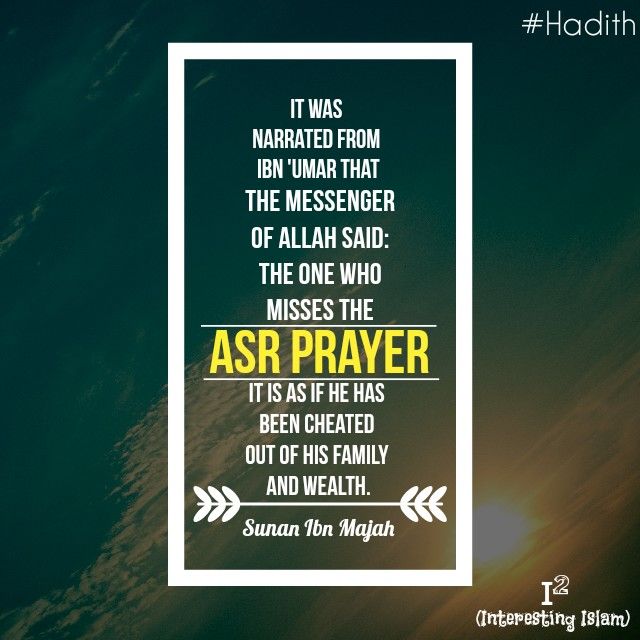 #Hadith
IT WAS
NARRATED FROM
IBN 'UMAR THAT
THE MESSENGER
OF ALLAH SAID:
THE ONE WHO
MISSES THE
ASR PRAYER
IT IS AS IF HE HAS
BEEN CHEATED
OUT OF HIS FAMILY
AND WEALTH.
Sunan Ibn Majah
I²
(Interesting Islam)